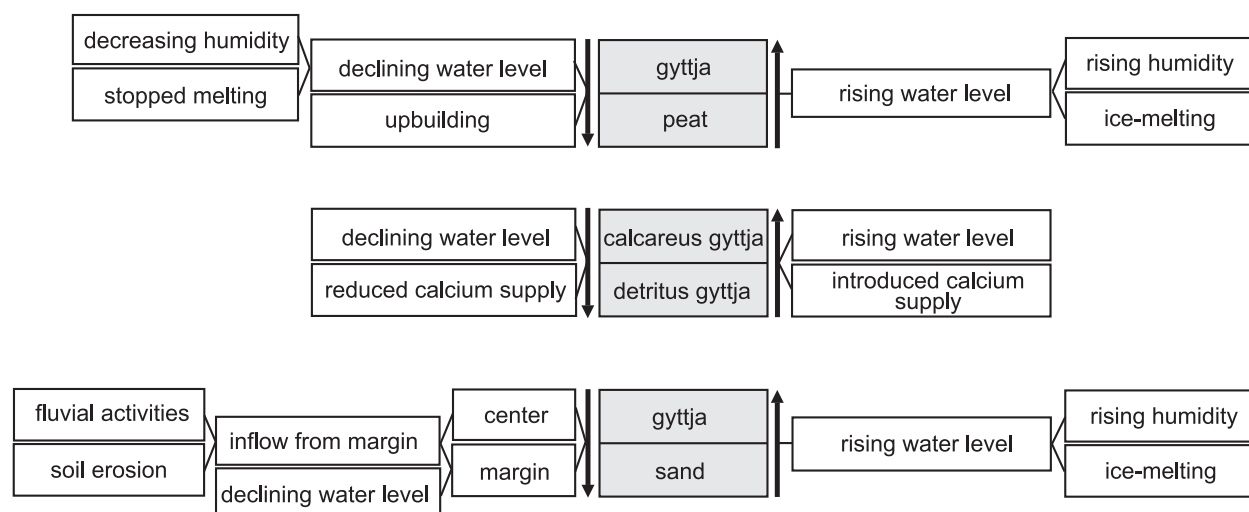 decreasing humidity
stopped melting
declining water level
upbuilding
gyttja
peat
rising water level
rising humidity
ice-melting
declining water level
reduced calcium supply
calcareus gyttja
detritus gyttja
rising water level
introduced calcium
supply
fluvial activities
soil erosion
inflow from margin
declining water level
center
margin
gyttja
sand
rising water level
rising humidity
ice-melting